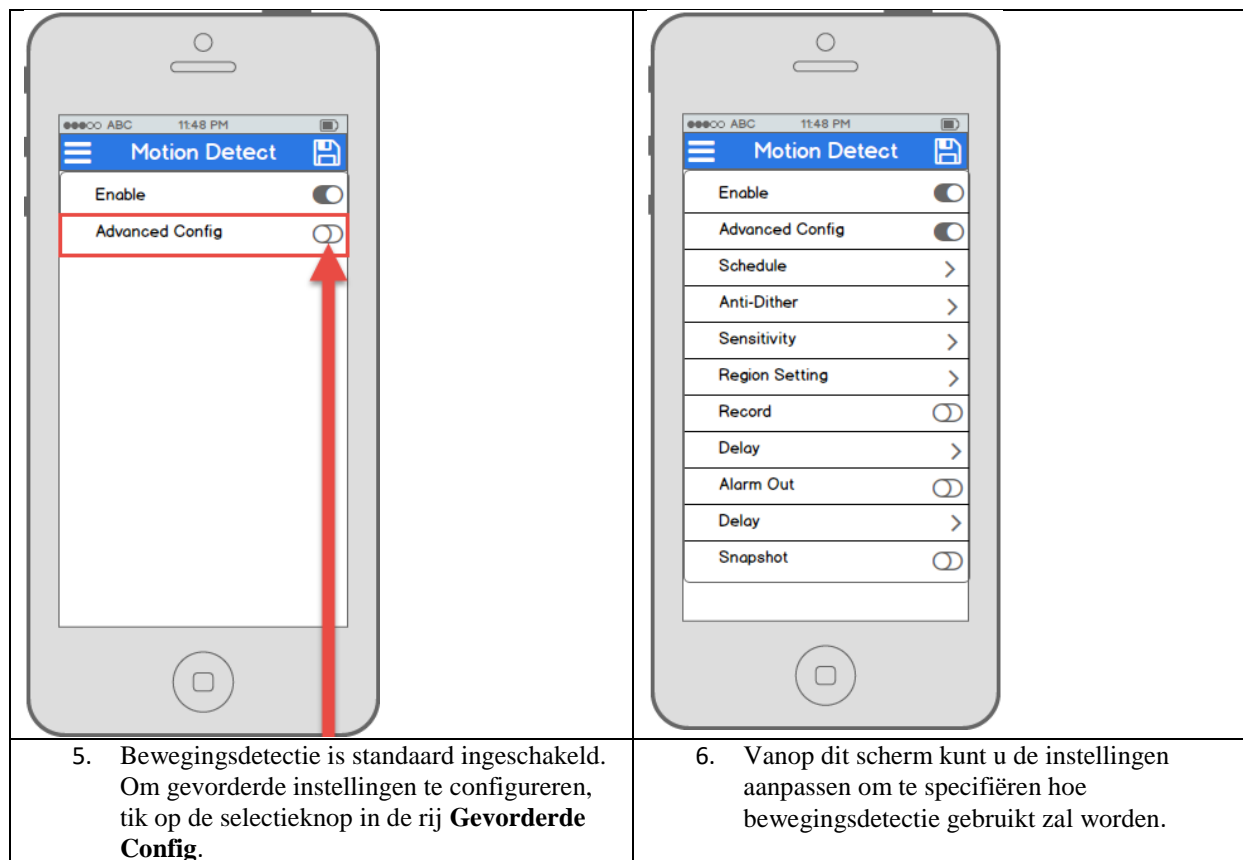 ABC 11:48 PM
Motion Detect
Enable
Advanced Config
5. Bewegingsdetectie is standaard ingeschakeld.
Om gevorderde instellingen te configureren,
tik op de selectieknop in de rij Gevorderde
Config.
ABC 11:48 PM
Motion Detect
Enable
Advanced Config
Schedule
Anti-Dither
Sensitivity
Region Setting
Record
Delay
Alarm Out
Delay
Snapshot
6. Vanop dit scherm kunt u de instellingen
aanpassen om te specifiëren hoe
bewegingsdetectie gebruikt zal worden.